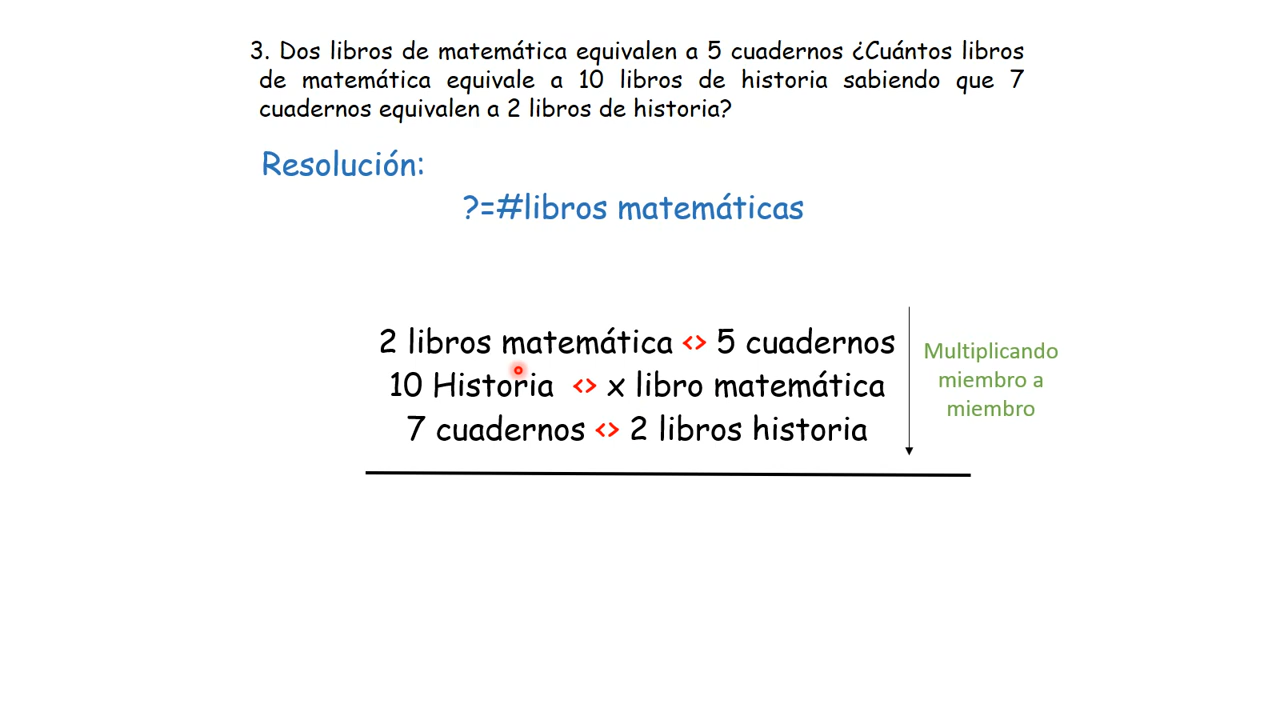 3. Dos libros de matemática equivalen a 5 cuadernos ¿Cuántos libros
de matemática equivale a 10 libros de historia sabiendo que 7
cuadernos equivalen a 2 libros de historia?
Resolución:
?=#libros matemáticas
2 libros matemática <> 5 cuadernos
10 Historia <> x libro matemática
7 cuadernos <> 2 libros historia
Multiplicando
miembro a
miembro